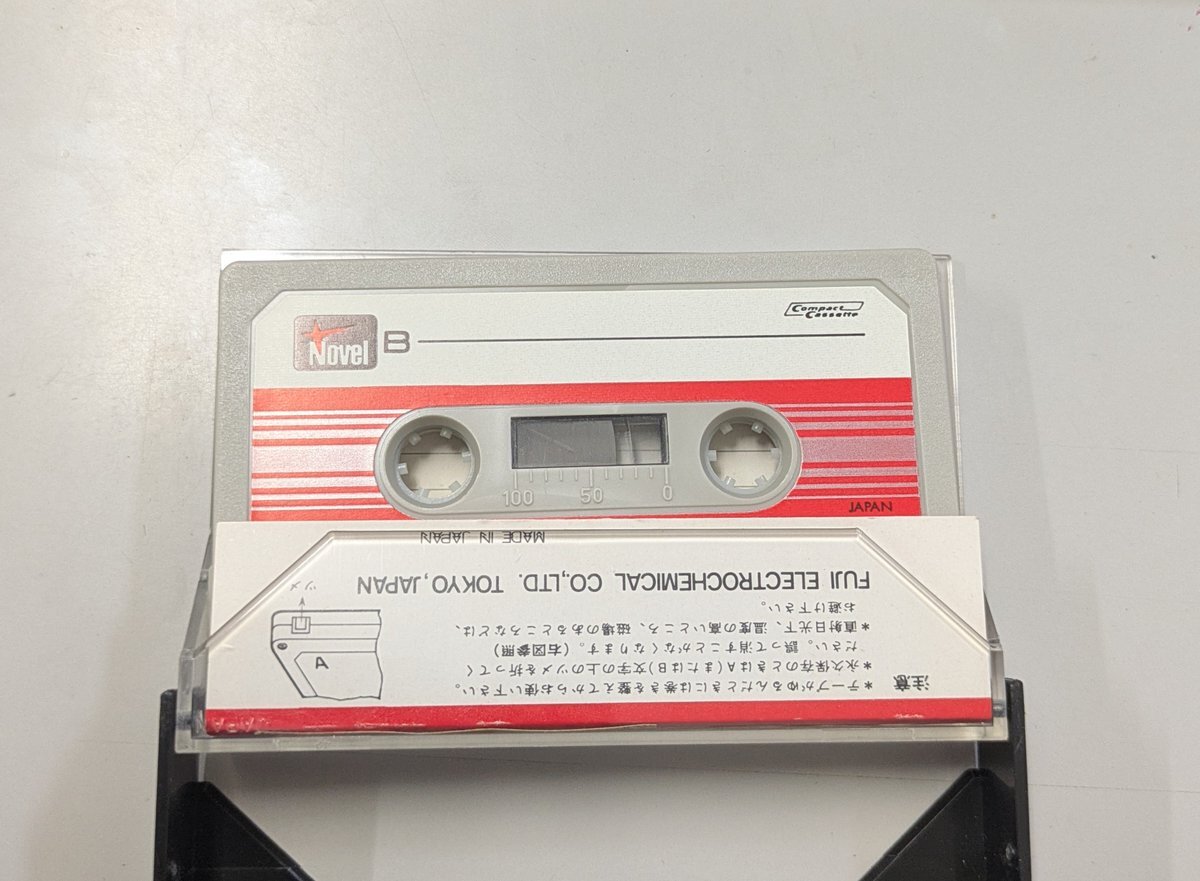 Novel B
Compact
Cassette
100 50 0
JAPAN
注意 *テープがゆるんだときには巻きを整えてからお使い下さい。
*永久保存のときはA(またはB)文字の上のツメを折ってく
ださい。誤って消すことがなくなります。(右図参照)
*直射日光下、温度の高いところ、磁場のあるところなどは、
お避け下さい。
A
ツメ
FUJI ELECTROCHEMICAL CO.,LTD. TOKYO, JAPAN
MADE IN JAPAN